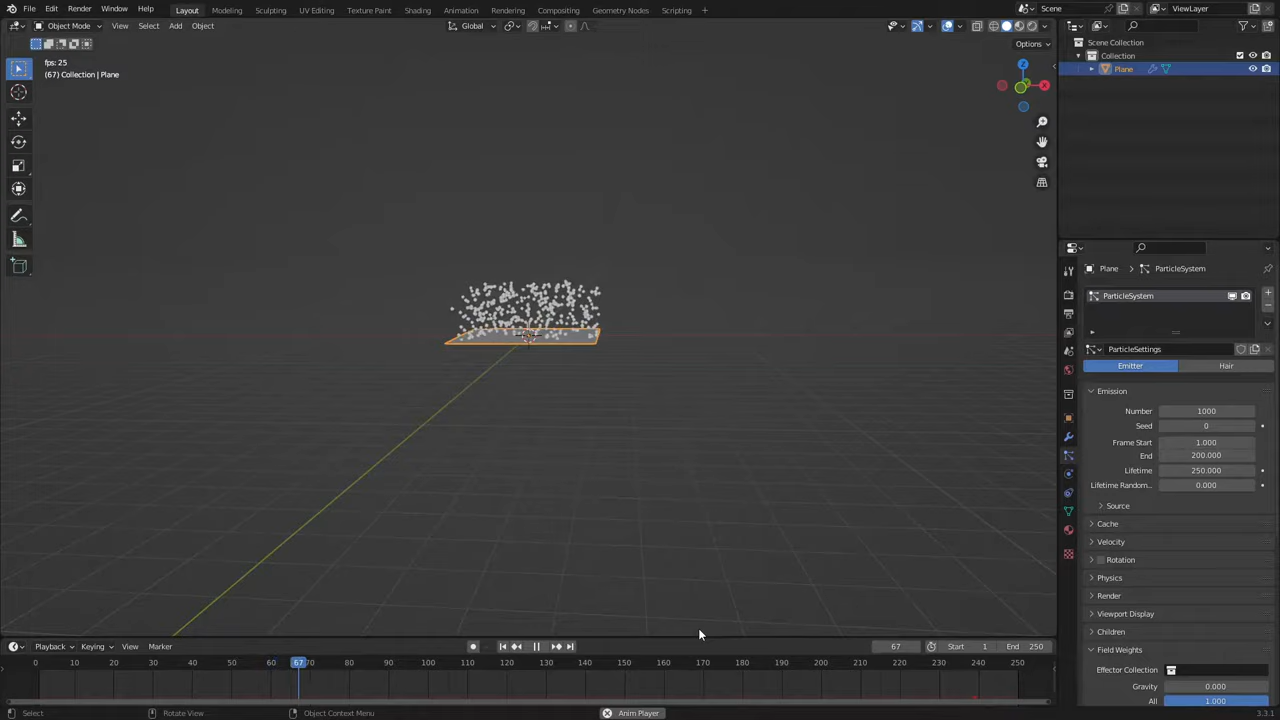 File Edit Render Window Help Layout Modeling Sculpting UV Editing Texture Paint Shading Animation Rendering Compositing Geometry Nodes Scripting Scene ViewLayer
Object Mode View Select Add Object Global
Options
fps: 25
(67) Collection | Plane
Z
X
Scene Collection
Collection
Plane
Plane ParticleSystem
ParticleSystem
ParticleSettings
Emitter Hair
Emission
Number 1000
Seed 0
Frame Start 1.000
End 200.000
Lifetime 250.000
Lifetime Random.. 0.000
Source
Cache
Velocity
Rotation
Physics
Render
Viewport Display
Children
Field Weights
Effector Collection
Gravity 0.000
All 1.000
Playback Keying View Marker 67 Start 1 End 250
0 10 20 30 40 50 60 67 70 80 90 100 110 120 130 140 150 160 170 180 190 200 210 220 230 240 250
Select Rotate View Object Context Menu Anim Player 3.3.1